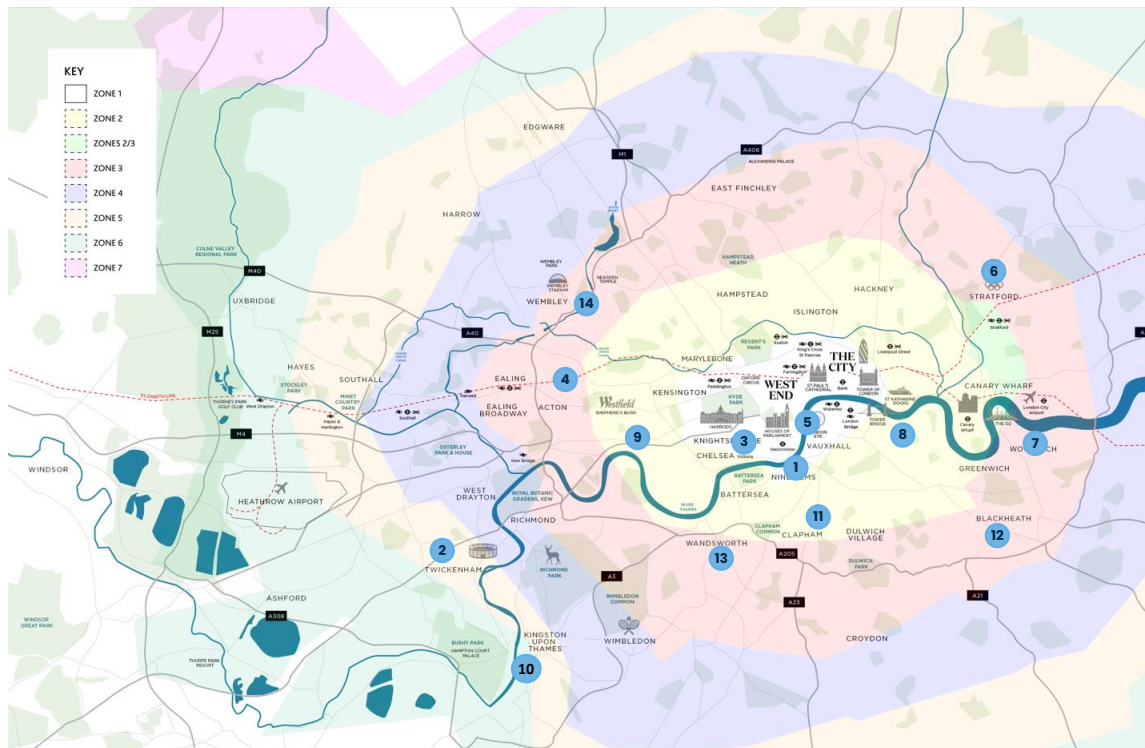 KEY
ZONE 1
ZONE 2
ZONES 2/3
ZONE 3
ZONE 4
ZONE 5
ZONE 6
ZONE 7
EDGWARE
M1
A406
ALEXANDRA PALACE
EAST FINCHLEY
HARROW
COLNE VALLEY
REGIONAL PARK
M40
WEMBLEY
PARK
WEMBLEY
STADIUM
NEASDEN
TEMPLE
HAMPSTEAD
HEATH
6
STRATFORD
UXBRIDGE
WEMBLEY
14
HAMPSTEAD
HACKNEY
ISLINGTON
M25
A40
Stratford
REGENT'S
PARK
Euston
King's Cross
St Pancras
THE
CITY
Liverpool Street
MARYLEBONE
HAYES
STOCKLEY
PARK
SOUTHALL
EALING
4
KENSINGTON
Paddington
OXFORD
CIRCUS
Farringdon
ST PAUL'S
CATHEDRAL
Bank
TOWER OF
LONDON
CANARY WHARF
ELIZABETH LINE
THORNEY PARK
GOLF CLUB
West Drayton
MINET
COUNTRY
PARK
Hanwell
EALING
BROADWAY
ACTON
Westfield
SHEPHERD'S BUSH
HYDE
PARK
WEST
END
ST KATHARINE
DOCKS
London City
Airport
Hayes &
Harlington
Southall
HARRODS
HOUSES OF
PARLIAMENT
5
Waterloo
London
Bridge
TOWER
BRIDGE
8
Canary
Wharf
THE O2
7
M4
OSTERLEY
PARK & HOUSE
Kew Bridge
9
3
Victoria
Westminster
VAUXHALL
CHELSEA
1
GREENWICH
WINDSOR
HEATHROW AIRPORT
WEST
DRAYTON
ROYAL BOTANIC
GRADENS, KEW
BATTERSEA
PARK
BATTERSEA
RIVER
THAMES
RICHMOND
11
CLAPHAM
COMMON
CLAPHAM
DULWICH
VILLAGE
BLACKHEATH
12
2
TWICKENHAM
RICHMOND
PARK
WANDSWORTH
13
A205
DULWICH
PARK
A3
WIMBLEDON
COMMON
ASHFORD
A308
A23
A21
WINDSOR
GREAT PARK
BUSHY PARK
HAMPTON COURT
PALACE
KINGSTON
UPON
THAMES
WIMBLEDON
CROYDON
THORPE PARK
RESORT
10